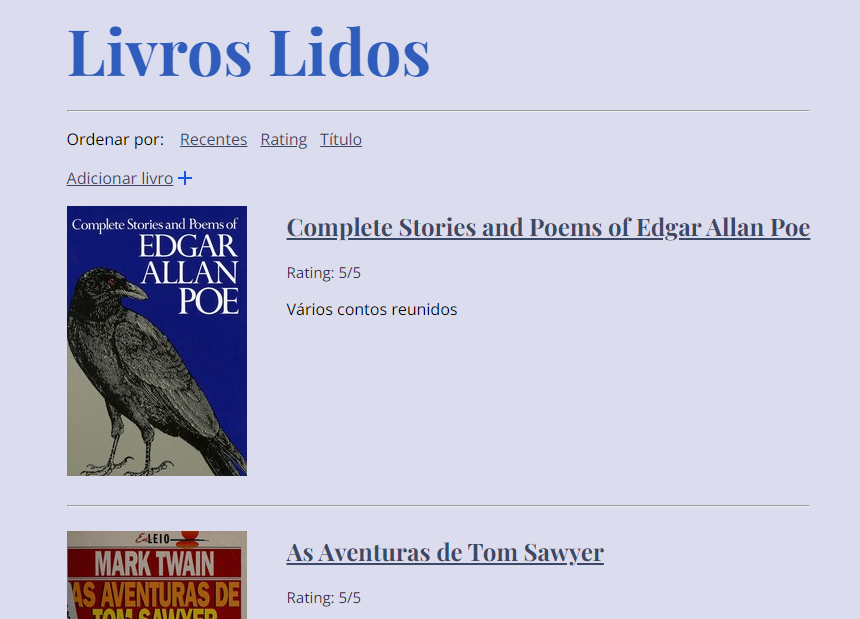 Livros Lidos
Ordenar por: Recentes Rating Título
Adicionar livro +
Complete Stories and Poems of
EDGAR
ALLAN
POE
Complete Stories and Poems of Edgar Allan Poe
Rating: 5/5
Vários contos reunidos
EuLEIO
MARK TWAIN
AS AVENTURAS DE
TOM SAWYER
As Aventuras de Tom Sawyer
Rating: 5/5